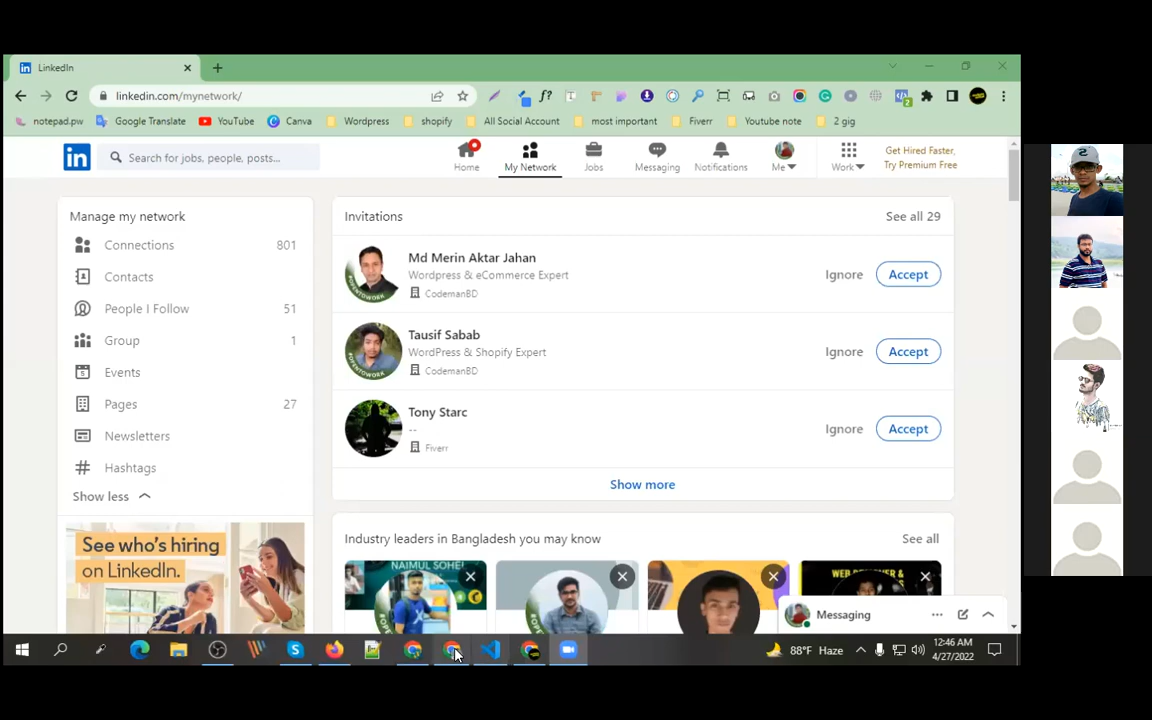 LinkedIn
linkedin.com/mynetwork/
notepad.pw
Google Translate
YouTube
Canva
Wordpress
shopify
All Social Account
most important
Fiverr
Youtube note
2 gig
in
Search for jobs, people, posts...
Home
My Network
Jobs
Messaging
Notifications
Me
Work
Get Hired Faster,
Try Premium Free
Manage my network
Connections 801
Contacts
People I Follow 51
Group 1
Events
Pages 27
Newsletters
# Hashtags
Show less
See who's hiring
on LinkedIn.
Invitations
See all 29
Md Merin Aktar Jahan
Wordpress & eCommerce Expert
CodemanBD
Ignore
Accept
Tausif Sabab
WordPress & Shopify Expert
CodemanBD
Ignore
Accept
Tony Starc
--
Fiverr
Ignore
Accept
Show more
Industry leaders in Bangladesh you may know
See all
NAIMUL SOHEL
Messaging
88°F Haze
12:46 AM
4/27/2022